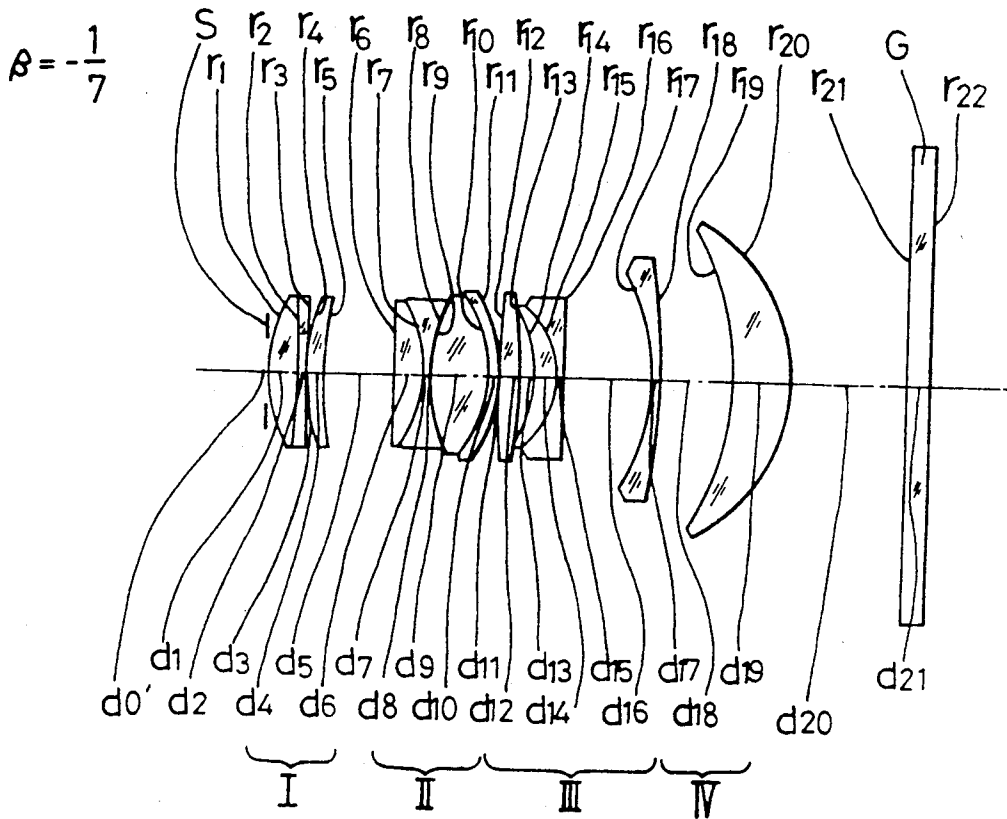 β = -1/7
S r2 r4 r6 r8 r10 r12 r14 r16 r18 r20 G
r1 r3 r5 r7 r9 r11 r13 r15 r17 r19 r21 r22
d1 d3 d5 d7 d9 d11 d13 d15 d17 d19 d21
d0' d2 d4 d6 d8 d10 d12 d14 d16 d18 d20
I II III IV